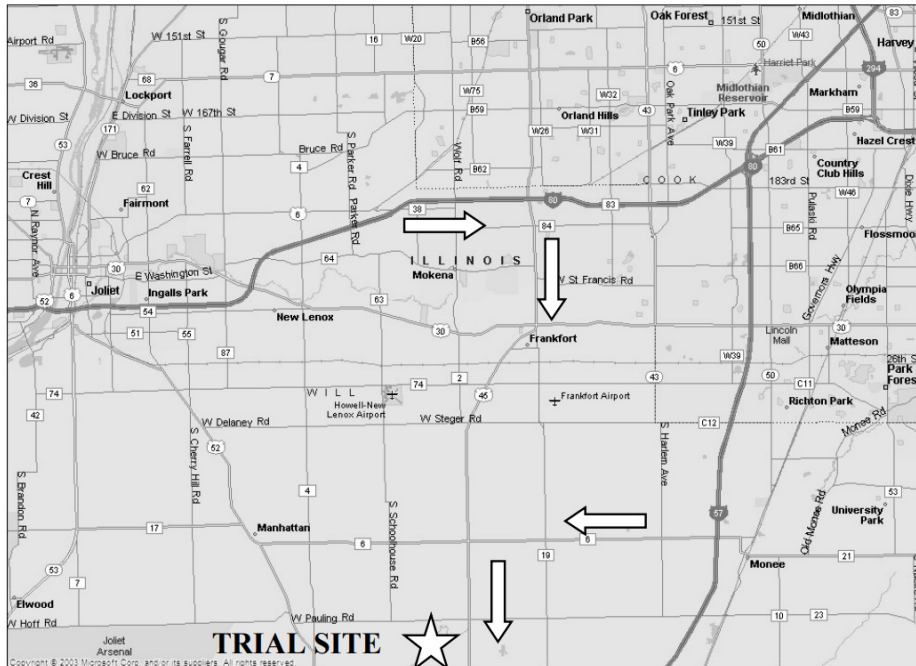 Orland Park
Oak Forest
151st St
Midlothian
W 151st St
S Gougar Rd
16
W20
B56
50
W43
83
Harvey
Airport Rd
36
68
7
6
Harriet Park
294
Lockport
W75
W32
Midlothian
Reservoir
Markham
W Division St
E Division St
W 167th St
B59
Orland Hills
43
Oak Park Ave
Tinley Park
B59
171
53
S Farrell Rd
S Parker Rd
W26
W31
W39
Hazel Crest
W Bruce Rd
Bruce Rd
4
Wolf Rd
B62
B61
Crest
Hill
62
80
Country
Club Hills
Dixie Hwy
7
Fairmont
Parker Rd
COOK
183rd St
W46
N Raynor Ave
6
38
80
83
Pulaski Rd
84
B65
Flossmoor
30
E Washington St
64
ILLINOIS
Mokena
W St Francis Rd
B66
Governors Hwy
Joliet
Ingalls Park
Olympia
Fields
52
6
54
63
New Lenox
30
Lincoln
Mall
30
51
55
Frankfort
Matteson
87
W39
26th S
Park
Fores
74
WILL
74
2
43
50
C11
Howell-New
Lenox Airport
45
Frankfort Airport
Richton Park
42
W Delaney Rd
W Steger Rd
C12
Monee Rd
52
S Brandon Rd
S Cherry Hill Rd
4
S Schoolhouse Rd
S Harlem Ave
Old Monee Rd
53
University
Park
17
Manhattan
57
6
6
19
21
Monee
53
7
Elwood
W Hoff Rd
W Pauling Rd
10
23
Joliet
Arsenal
TRIAL SITE
Copyright © 2003 Microsoft Corp. and/or its suppliers. All rights reserved.